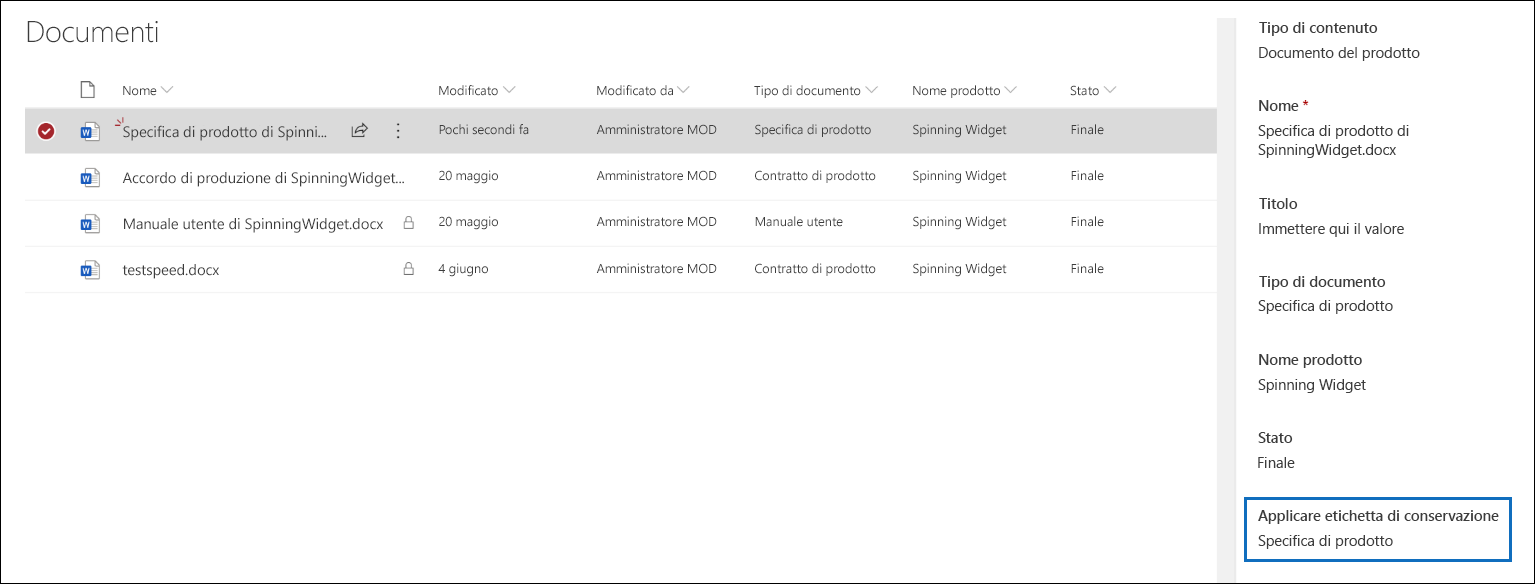 Documenti
Nome Modificato Modificato da Tipo di documento Nome prodotto Stato
Specifica di prodotto di Spinni... Pochi secondi fa Amministratore MOD Specifica di prodotto Spinning Widget Finale
Accordo di produzione di SpinningWidget... 20 maggio Amministratore MOD Contratto di prodotto Spinning Widget Finale
Manuale utente di SpinningWidget.docx 20 maggio Amministratore MOD Manuale utente Spinning Widget Finale
testspeed.docx 4 giugno Amministratore MOD Contratto di prodotto Spinning Widget Finale
Tipo di contenuto
Documento del prodotto
Nome *
Specifica di prodotto di
SpinningWidget.docx
Titolo
Immettere qui il valore
Tipo di documento
Specifica di prodotto
Nome prodotto
Spinning Widget
Stato
Finale
Applicare etichetta di conservazione
Specifica di prodotto